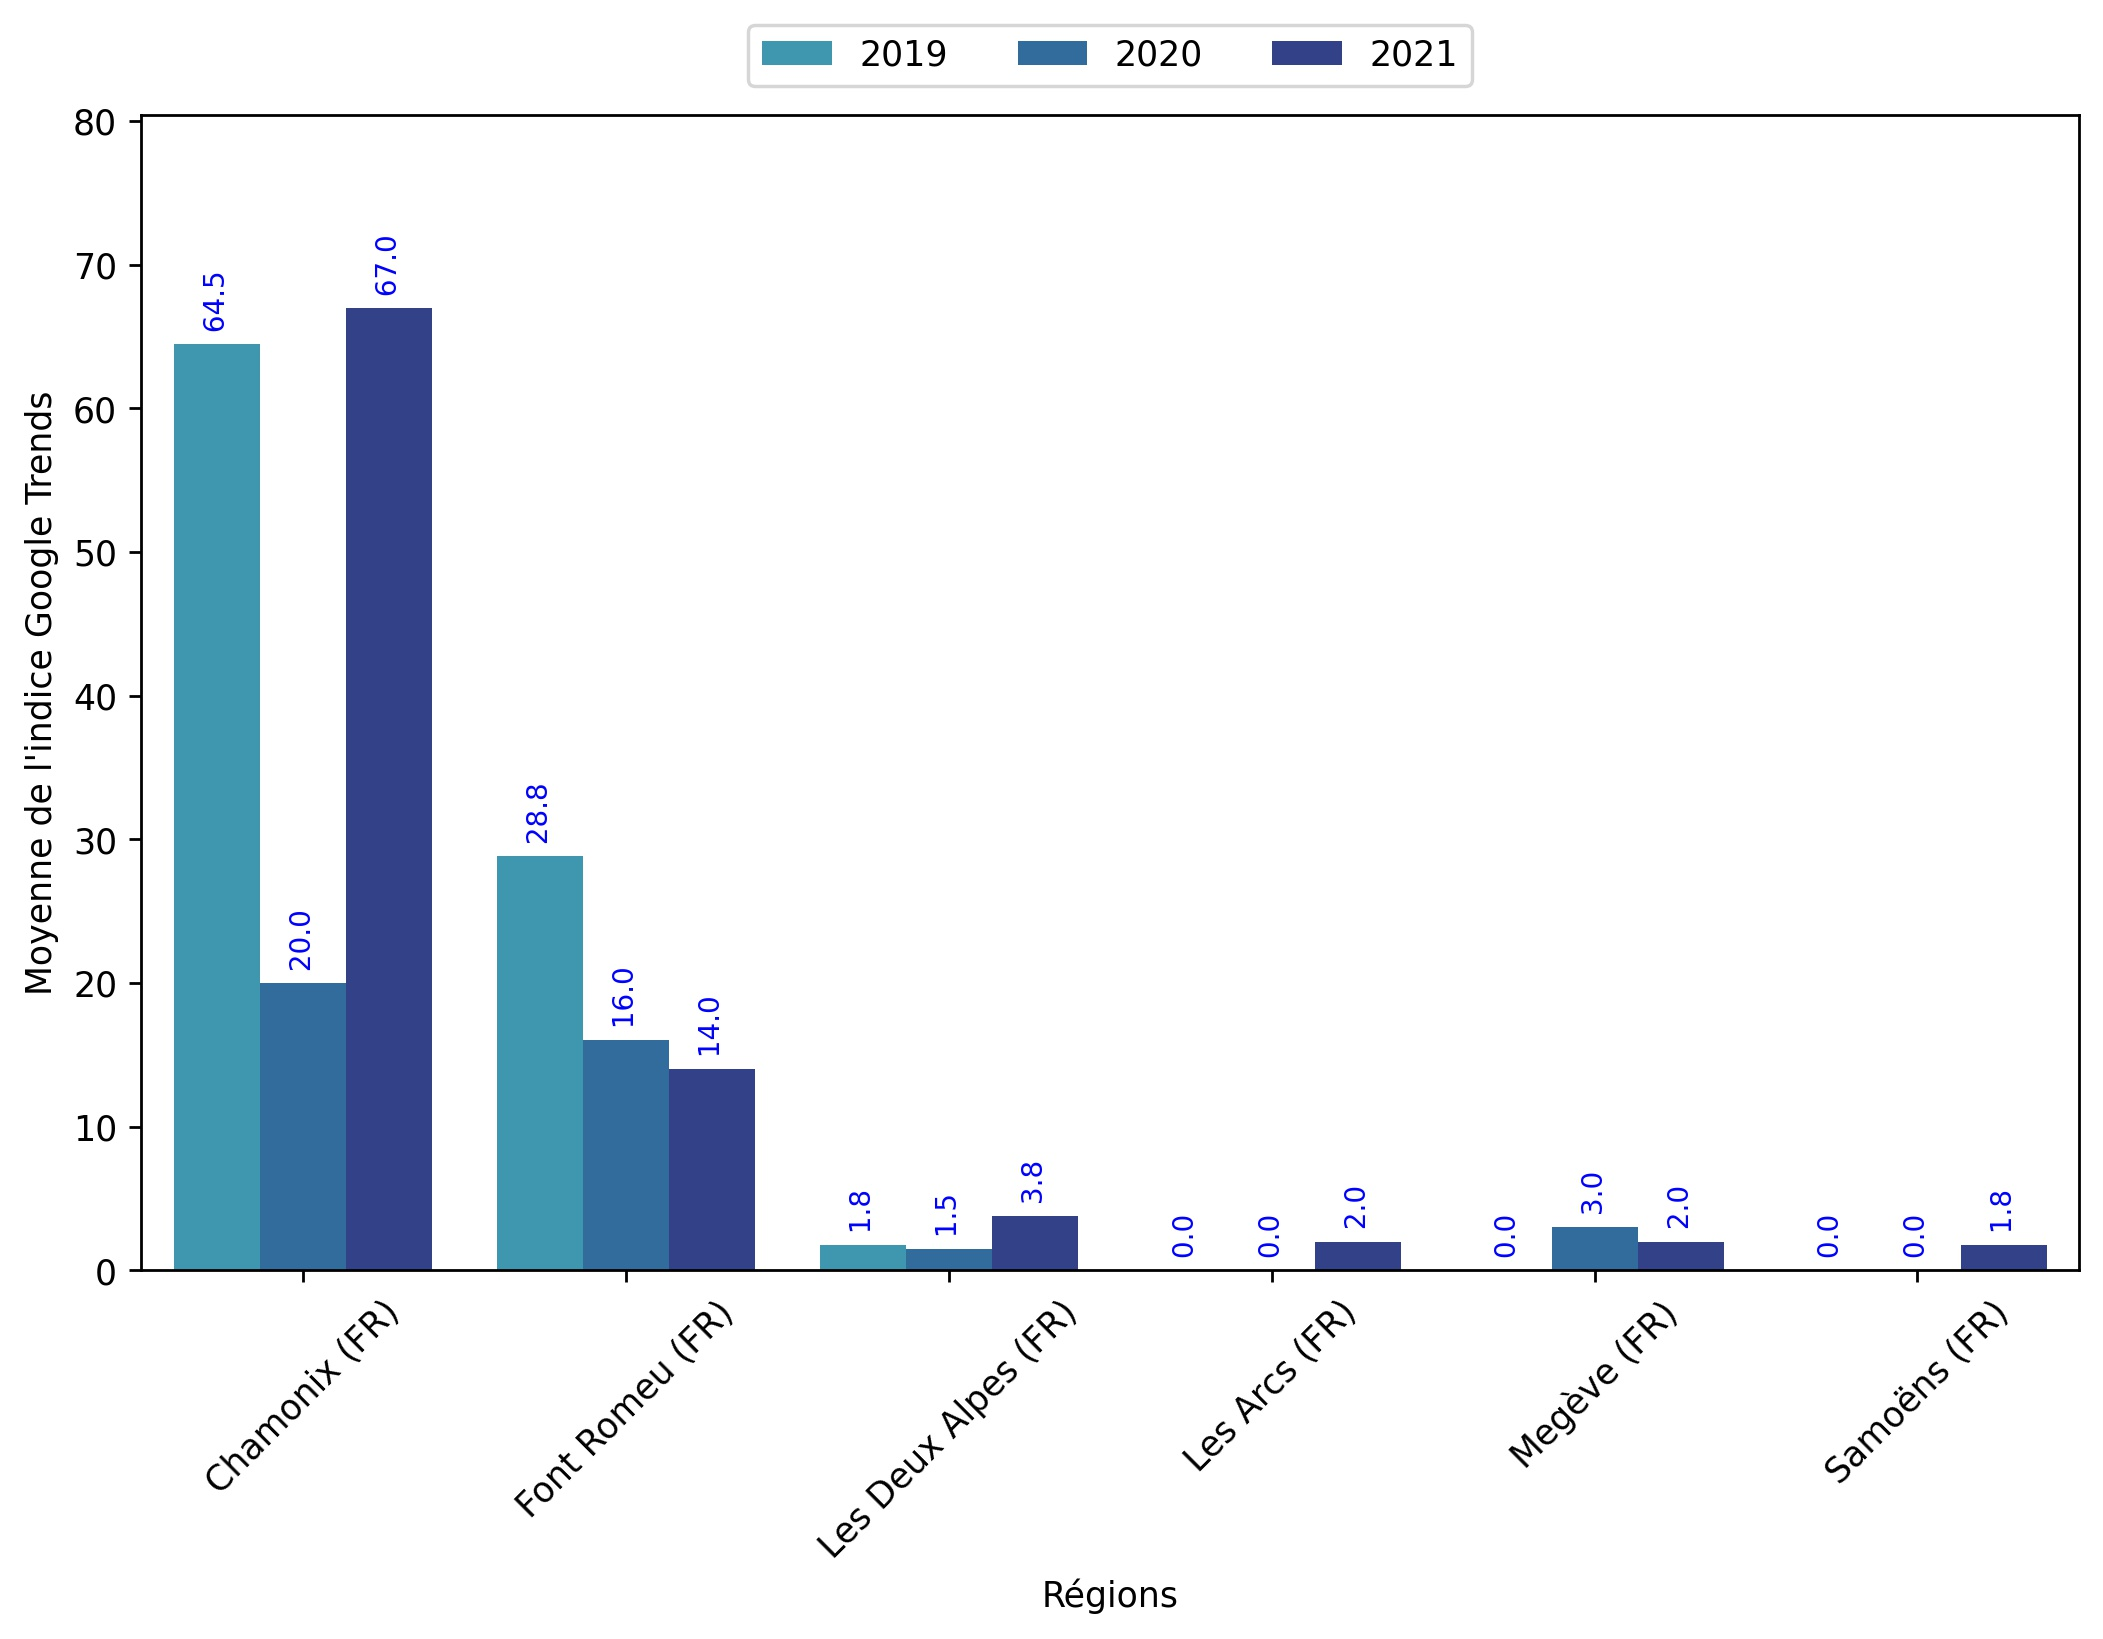 2019 2020 2021
80
70
60
50
40
30
20
10
0
Moyenne de l'indice Google Trends
64.5 20.0 67.0
28.8 16.0 14.0
1.8 1.5 3.8
0.0 0.0 2.0
0.0 3.0 2.0
0.0 0.0 1.8
Chamonix (FR)
Font Romeu (FR)
Les Deux Alpes (FR)
Les Arcs (FR)
Megève (FR)
Samoëns (FR)
Régions